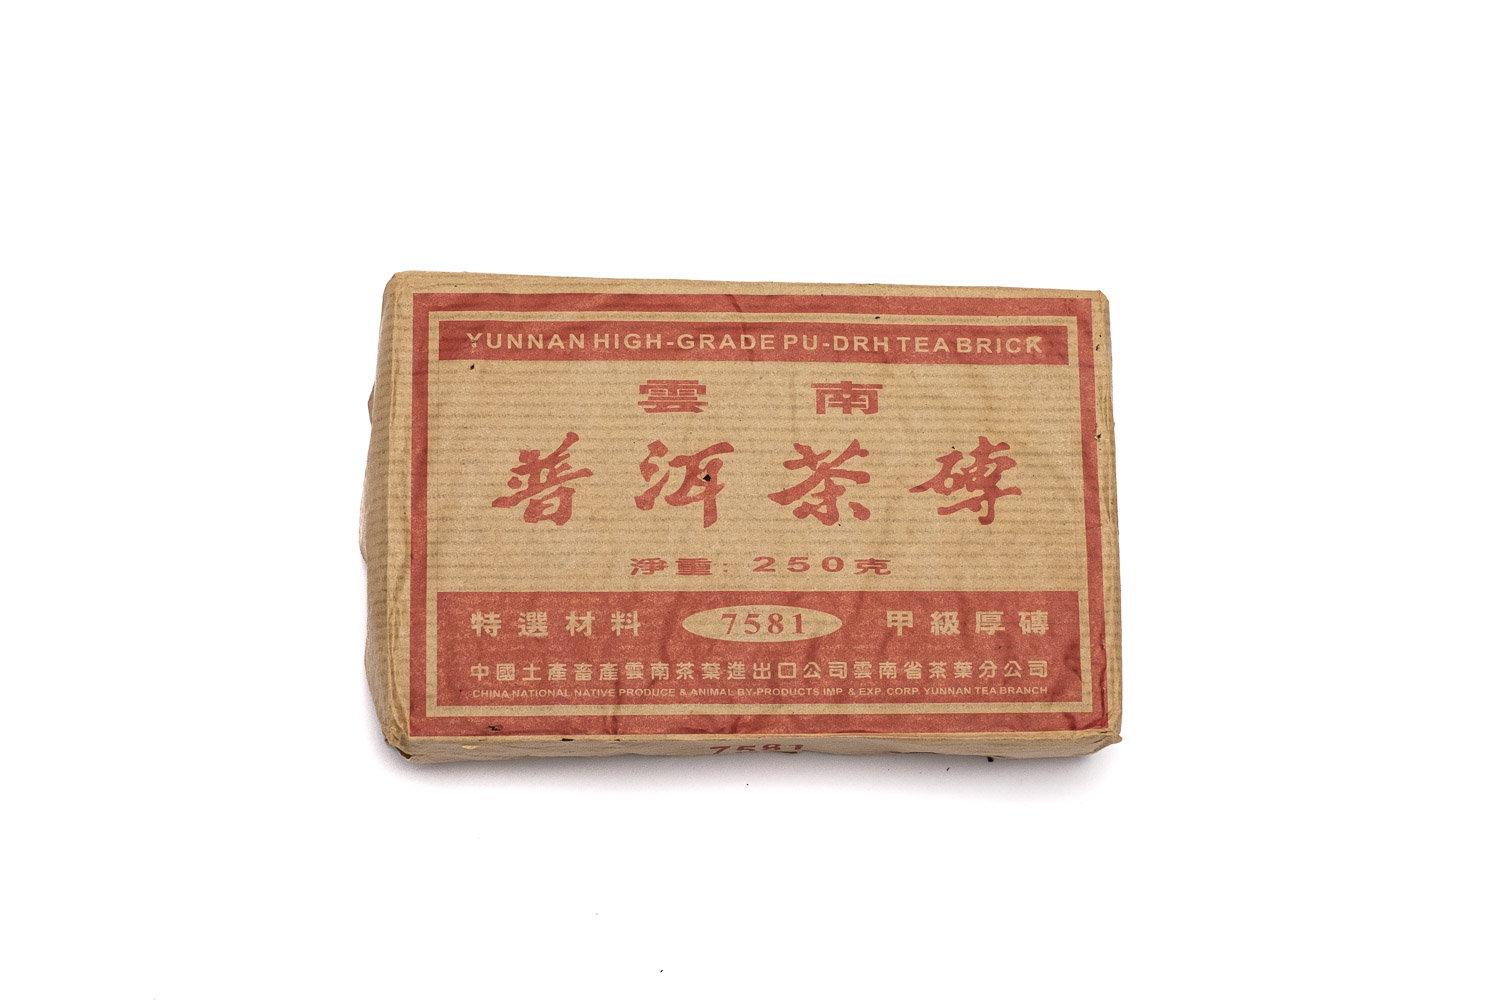 YUNNAN HIGH-GRADE PU-DRH TEA BRICK
雲南
普洱茶磚
淨重: 250克
特選材料 7581 甲級厚磚
中國土產畜產雲南茶葉進出口公司雲南省茶葉分公司
CHINA NATIONAL NATIVE PRODUCE & ANIMAL BY-PRODUCTS IMP. & EXP. CORP. YUNNAN TEA BRANCH
7581